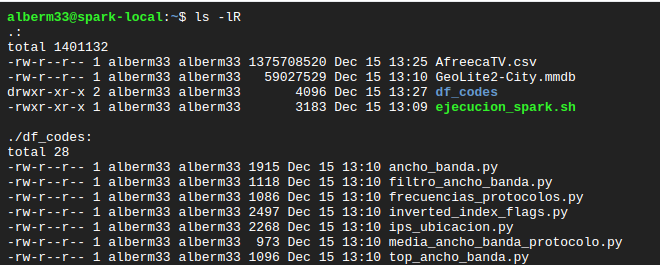 alberm33@spark-local:~$ ls -lR
.:
total 1401132
-rw-r--r-- 1 alberm33 alberm33 1375708520 Dec 15 13:25 AfreecaTV.csv
-rw-r--r-- 1 alberm33 alberm33   59027529 Dec 15 13:10 GeoLite2-City.mmdb
drwxr-xr-x 2 alberm33 alberm33       4096 Dec 15 13:27 df_codes
-rwxr-xr-x 1 alberm33 alberm33       3183 Dec 15 13:09 ejecucion_spark.sh

./df_codes:
total 28
-rw-r--r-- 1 alberm33 alberm33 1915 Dec 15 13:10 ancho_banda.py
-rw-r--r-- 1 alberm33 alberm33 1118 Dec 15 13:10 filtro_ancho_banda.py
-rw-r--r-- 1 alberm33 alberm33 1086 Dec 15 13:10 frecuencias_protocolos.py
-rw-r--r-- 1 alberm33 alberm33 2497 Dec 15 13:10 inverted_index_flags.py
-rw-r--r-- 1 alberm33 alberm33 2268 Dec 15 13:10 ips_ubicacion.py
-rw-r--r-- 1 alberm33 alberm33  973 Dec 15 13:10 media_ancho_banda_protocolo.py
-rw-r--r-- 1 alberm33 alberm33 1096 Dec 15 13:10 top_ancho_banda.py